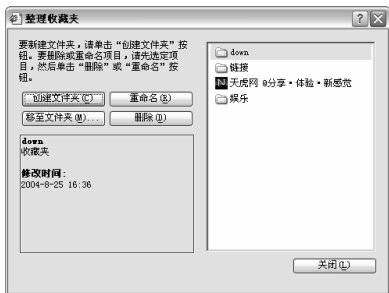 整理收藏夹
要新建文件夹，请单击“创建文件夹”按
钮。要删除或重命名项目，请先选定项
目，然后单击“删除”或“重命名”按
钮。
创建文件夹(C)
重命名(R)
移至文件夹(M)...
删除(D)
down
收藏夹
修改时间:
2004-8-25 16:36
down
链接
天虎网 e分享·体验·新感觉
娱乐
关闭(L)